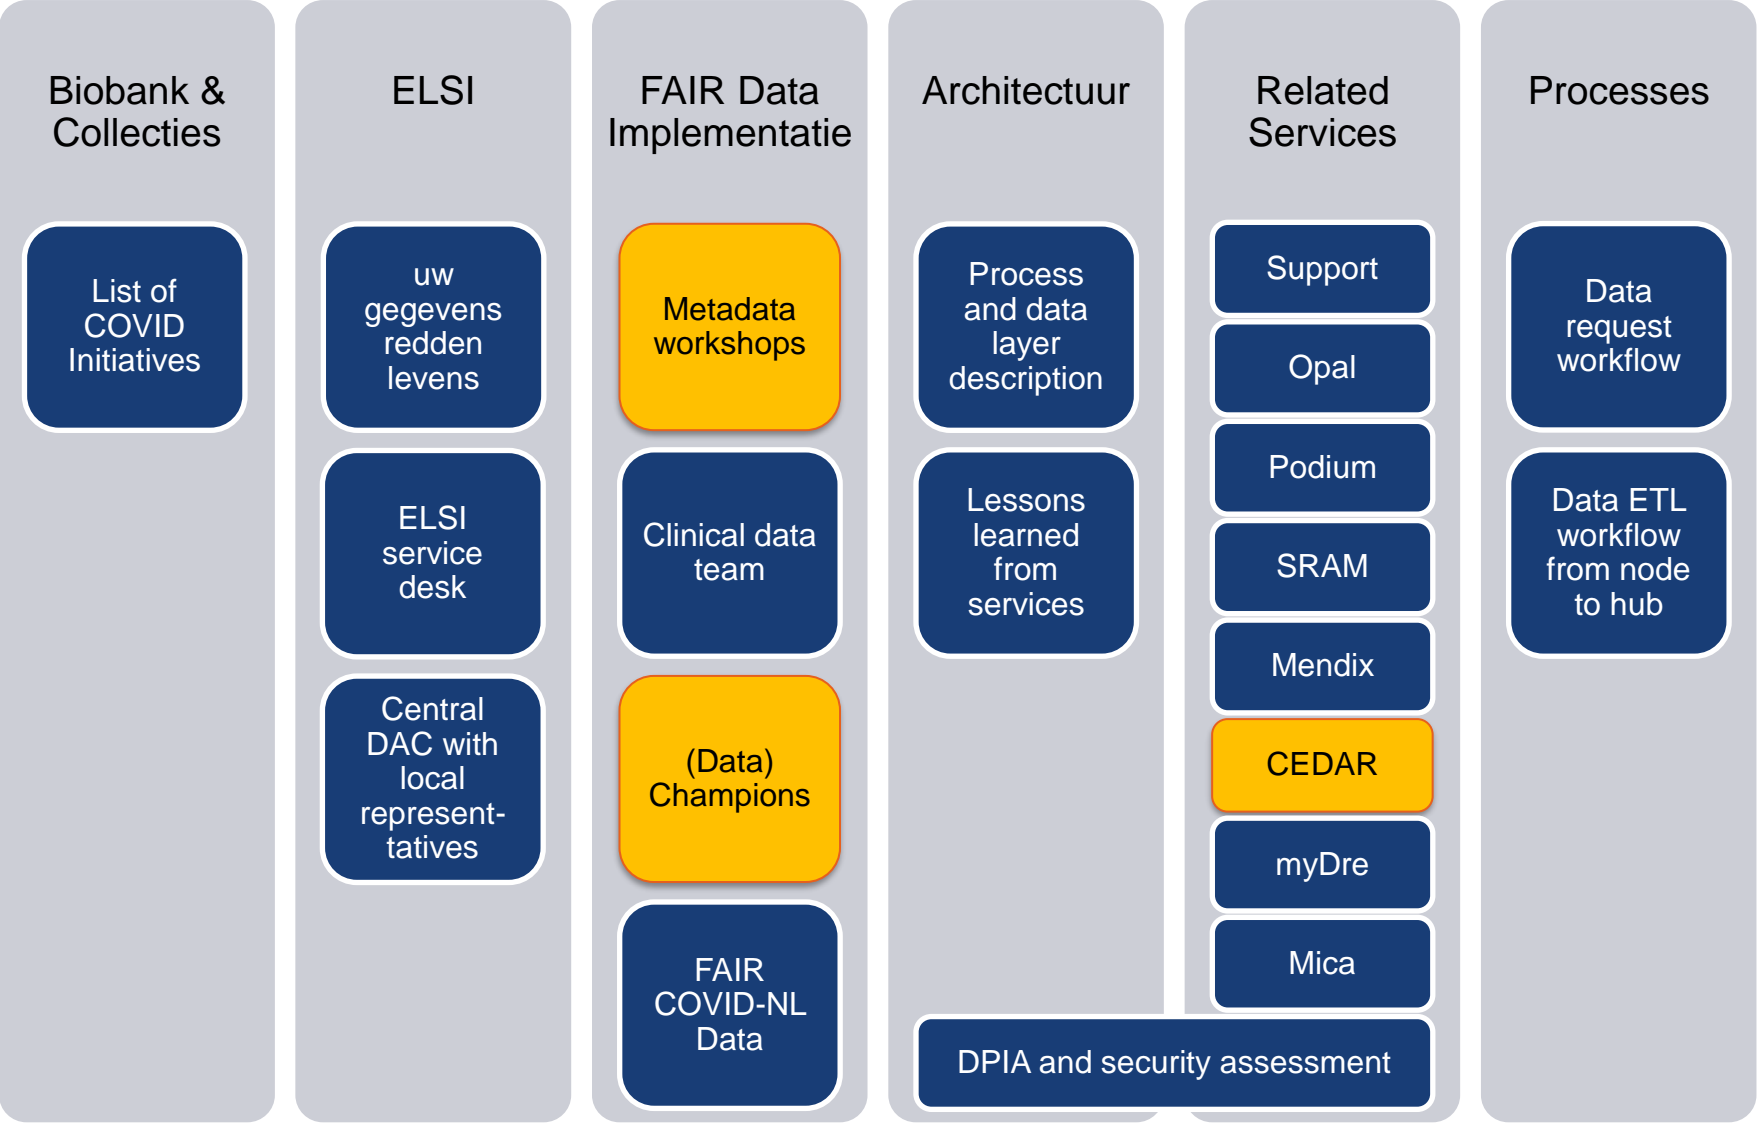 Biobank &
Collecties
List of
COVID
Initiatives
ELSI
uw
gegevens
redden
levens
ELSI
service
desk
Central
DAC with
local
represent-
tatives
FAIR Data
Implementatie
Metadata
workshops
Clinical data
team
(Data)
Champions
FAIR
COVID-NL
Data
Architectuur
Process
and data
layer
description
Lessons
learned
from
services
Related
Services
Support
Opal
Podium
SRAM
Mendix
CEDAR
myDre
Mica
DPIA and security assessment
Processes
Data
request
workflow
Data ETL
workflow
from node
to hub